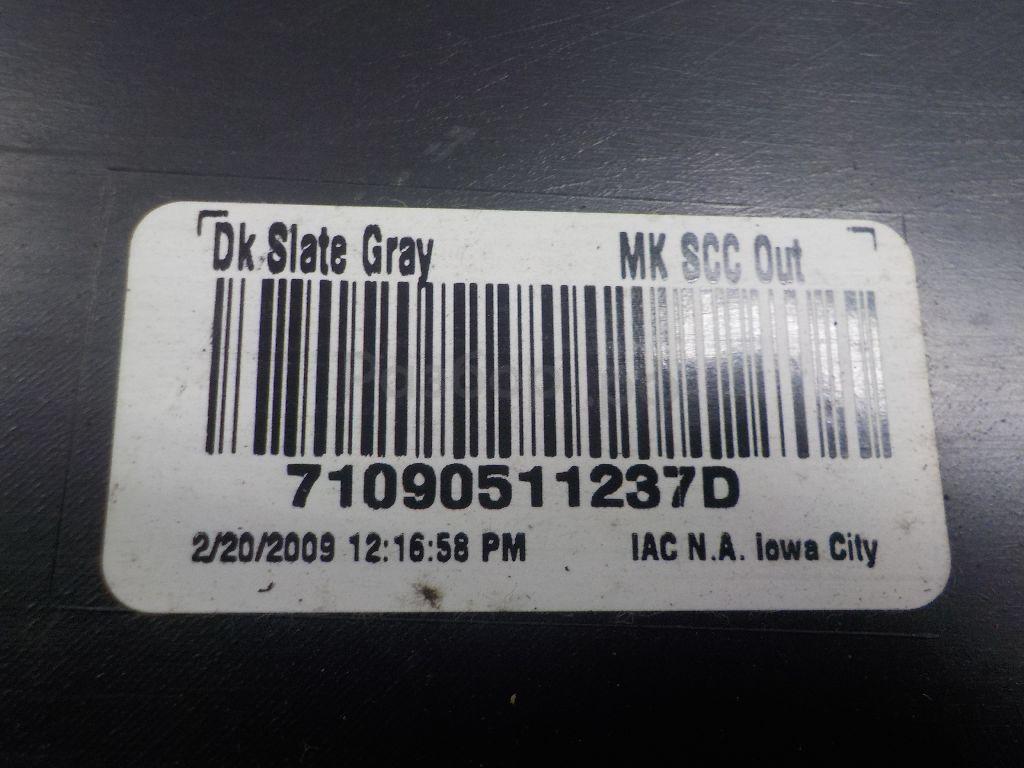 Dk Slate Gray MK SCC Out
71090511237D
2/20/2009 12:16:58 PM IAC N.A. Iowa City